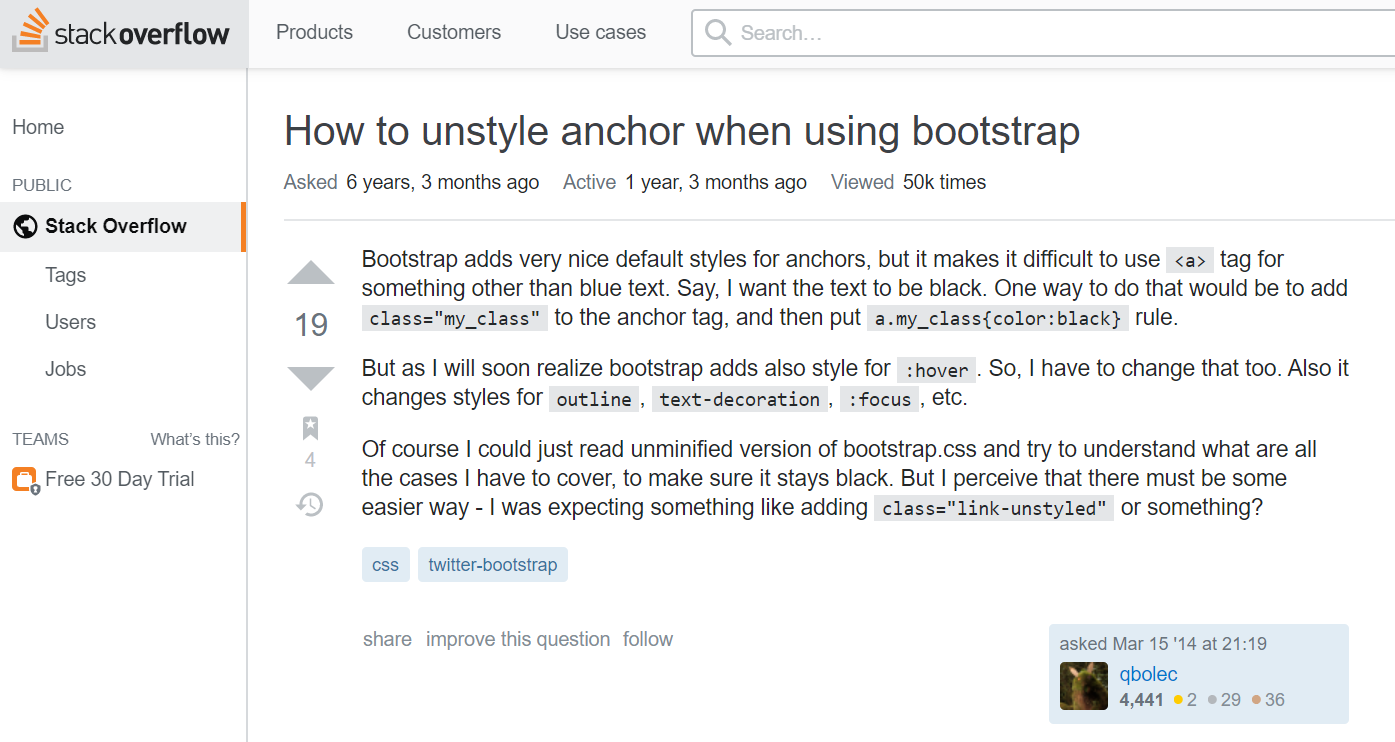 stack overflow Products Customers Use cases Search...
Home
PUBLIC
Stack Overflow
Tags
Users
Jobs
TEAMS What's this?
Free 30 Day Trial
How to unstyle anchor when using bootstrap
Asked 6 years, 3 months ago Active 1 year, 3 months ago Viewed 50k times
19
4
Bootstrap adds very nice default styles for anchors, but it makes it difficult to use <a> tag for
something other than blue text. Say, I want the text to be black. One way to do that would be to add
class="my_class" to the anchor tag, and then put a.my_class{color:black} rule.
But as I will soon realize bootstrap adds also style for :hover. So, I have to change that too. Also it
changes styles for outline, text-decoration, :focus, etc.
Of course I could just read unminified version of bootstrap.css and try to understand what are all
the cases I have to cover, to make sure it stays black. But I perceive that there must be some
easier way - I was expecting something like adding class="link-unstyled" or something?
css twitter-bootstrap
share improve this question follow
asked Mar 15 '14 at 21:19
qbolec
4,441 2 29 36